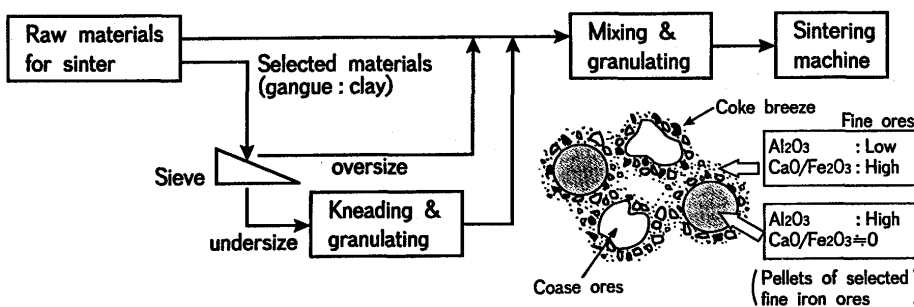 Raw materials
for sinter
Selected materials
(gangue : clay)
Sieve
oversize
undersize
Kneading &
granulating
Mixing &
granulating
Sintering
machine
Coke breeze
Fine ores
Al2O3 : Low
CaO/Fe2O3 : High
Al2O3 : High
CaO/Fe2O3≒0
Coase ores
(Pellets of selected
fine iron ores